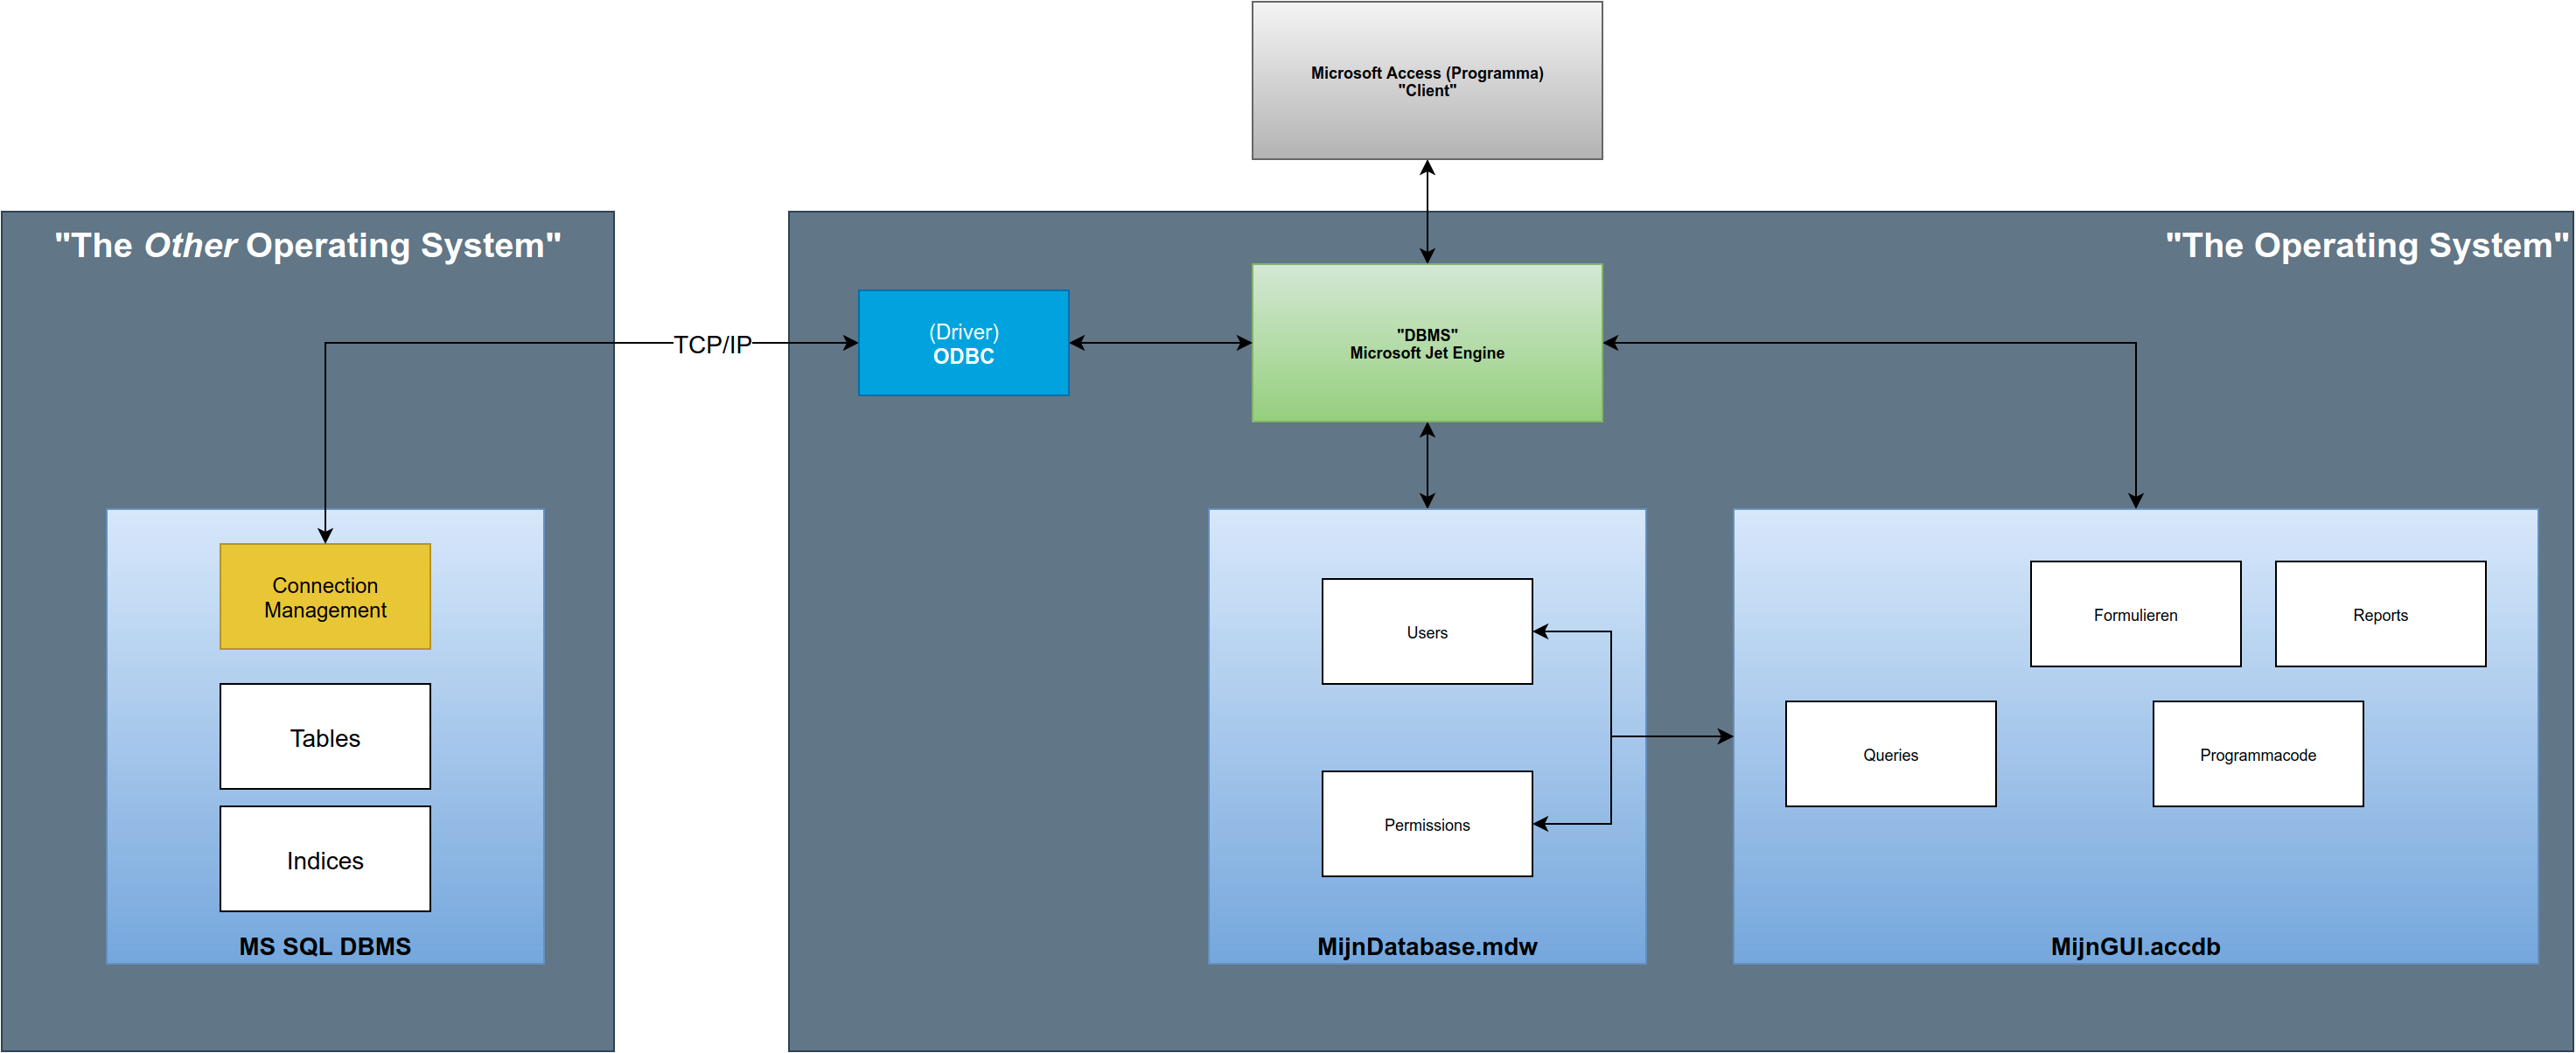 Microsoft Access (Programma)
"Client"
"The Other Operating System"
"The Operating System"
TCP/IP
(Driver)
ODBC
"DBMS"
Microsoft Jet Engine
Connection
Management
Tables
Indices
MS SQL DBMS
Users
Permissions
MijnDatabase.mdw
Formulieren
Reports
Queries
Programmacode
MijnGUI.accdb